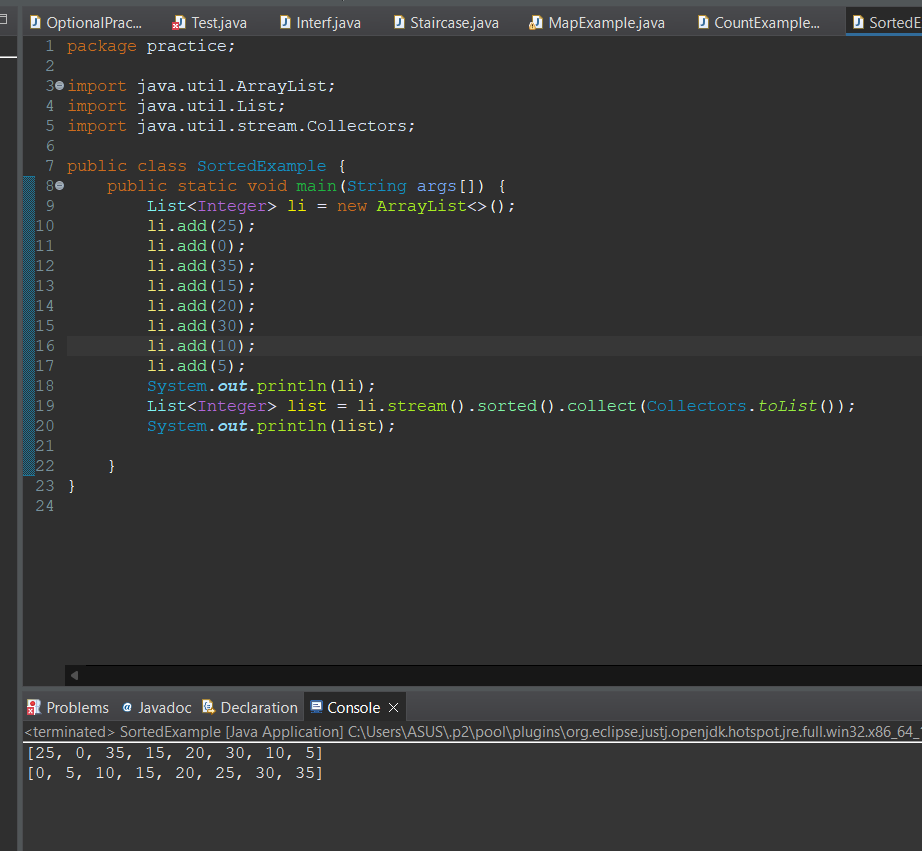 OptionalPrac... Test.java Interf.java Staircase.java MapExample.java CountExample... SortedE
1 package practice;
2
3 import java.util.ArrayList;
4 import java.util.List;
5 import java.util.stream.Collectors;
6
7 public class SortedExample {
8     public static void main(String args[]) {
9         List<Integer> li = new ArrayList<>();
10         li.add(25);
11         li.add(0);
12         li.add(35);
13         li.add(15);
14         li.add(20);
15         li.add(30);
16         li.add(10);
17         li.add(5);
18         System.out.println(li);
19         List<Integer> list = li.stream().sorted().collect(Collectors.toList());
20         System.out.println(list);
21
22     }
23 }
24
Problems @ Javadoc Declaration Console
<terminated> SortedExample [Java Application] C:\Users\ASUS\.p2\pool\plugins\org.eclipse.justj.openjdk.hotspot.jre.full.win32.x86_64_
[25, 0, 35, 15, 20, 30, 10, 5]
[0, 5, 10, 15, 20, 25, 30, 35]